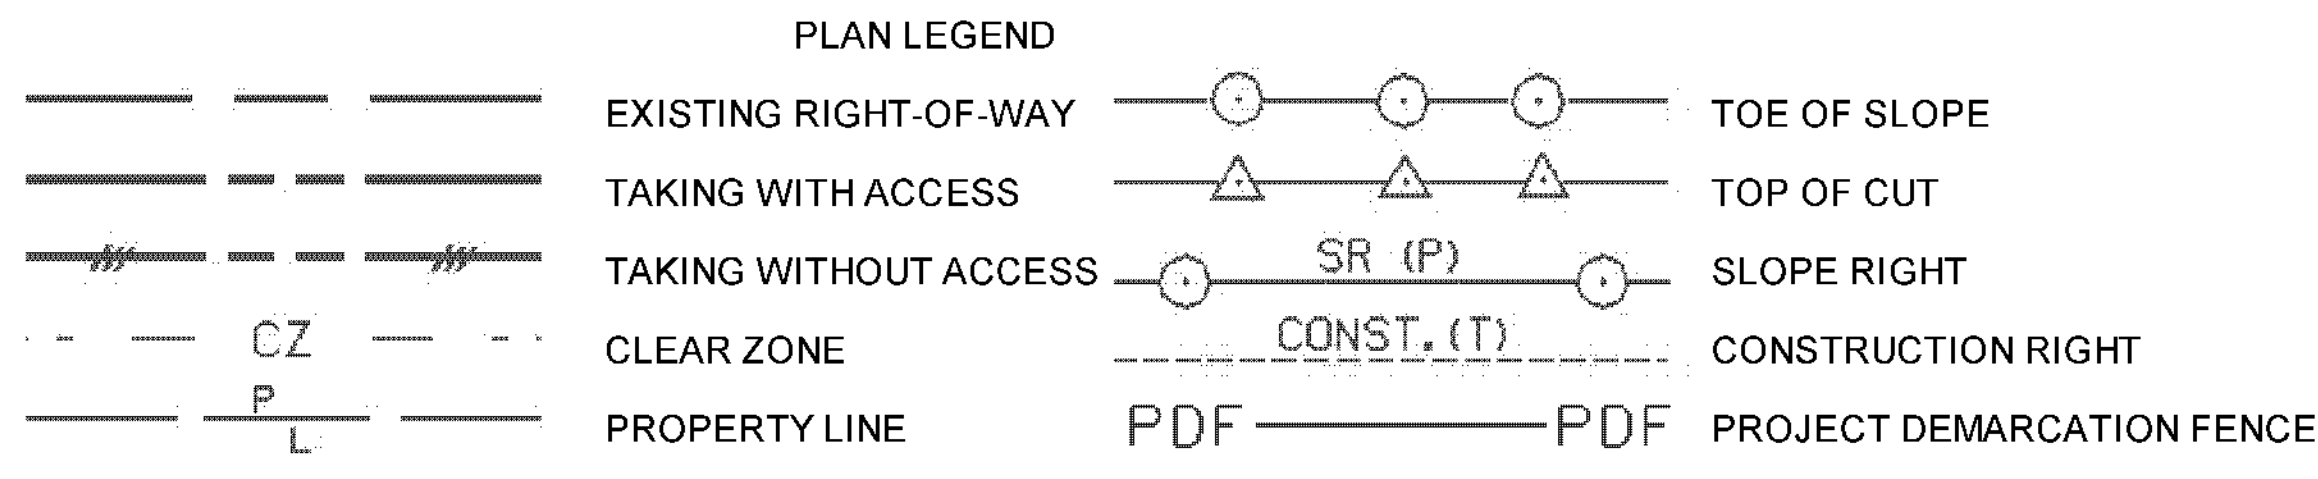 PLAN LEGEND
EXISTING RIGHT-OF-WAY
TOE OF SLOPE
TAKING WITH ACCESS
TOP OF CUT
TAKING WITHOUT ACCESS
SR (P)
SLOPE RIGHT
CZ
CLEAR ZONE
CONST. (T)
CONSTRUCTION RIGHT
P
L
PROPERTY LINE
PDF PDF
PROJECT DEMARCATION FENCE